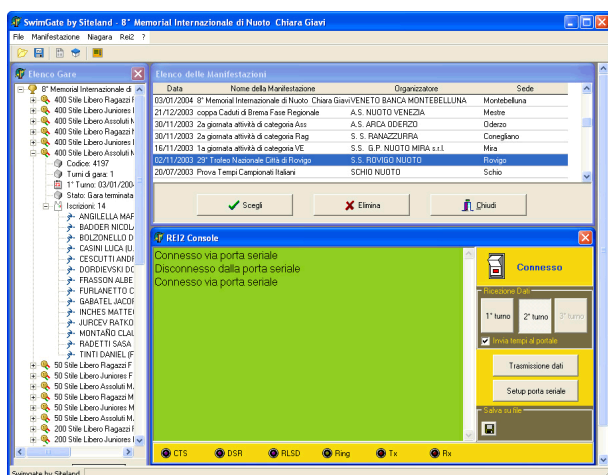 SwimGate by Siteland - 8° Memorial Internazionale di Nuoto Chiara Giavi
File Manifestazione Niagara Rei2 ?
Elenco Gare
8° Memorial Internazionale di
400 Stile Libero Ragazzi F
400 Stile Libero Juniores
400 Stile Libero Assoluti
400 Stile Libero Ragazzi
400 Stile Libero Juniores
400 Stile Libero Assoluti
Codice: 4197
Turni di gara: 1
1° Turno: 03/01/200
Stato: Gara terminata
Iscrizioni: 14
ANGILELLA MAF
BADOER NICOL
BOLZONELLO D
CASINI LUCA (U.
CESCUTTI AND
DORDIEVSKI DO
FRASSON ALBE
FURLANETTO C
GABATEL JACO
INCHES MATTE
JURCEV RATKO
MONTAÑO CLAU
RADETTI SASA
TINTI DANIEL (F
50 Stile Libero Ragazzi F
50 Stile Libero Juniores F
50 Stile Libero Assoluti M.
50 Stile Libero Ragazzi M
50 Stile Libero Juniores M
50 Stile Libero Assoluti M.
200 Stile Libero Ragazzi F
200 Stile Libero Juniores
Elenco delle Manifestazioni
Data Nome della Manifestazione Organizzatore Sede
03/01/2004 8° Memorial Internazionale di Nuoto Chiara Giavi VENETO BANCA MONTEBELLUNA Montebelluna
21/12/2003 coppa Caduti di Brema Fase Regionale A.S. NUOTO VENEZIA Mestre
30/11/2003 2a giornata attività di categoria Ass A.S. ARCA ODERZO Oderzo
30/11/2003 2a giornata attività di categoria Rag S. S. RANAZZURRA Conegliano
16/11/2003 1a giornata di categoria VE S.S. G.P. NUOTO MIRA s.r.l. Mira
02/11/2003 29° Trofeo Nazionale Città di Rovigo S.S. ROVIGO NUOTO Rovigo
20/07/2003 Prova Tempi Campionati Italiani SCHIO NUOTO Schio
Scegli Elimina Chiudi
REI2 Console
Connesso via porta seriale
Disconnesso dalla porta seriale
Connesso via porta seriale
Connesso
Ricezione Dati
1° turno 2° turno 3° turno
Invia tempi al portale
Trasmissione dati
Setup porta seriale
Salva su file
CTS DSR RLSD Ring Tx Rx
Swimgate by Siteland